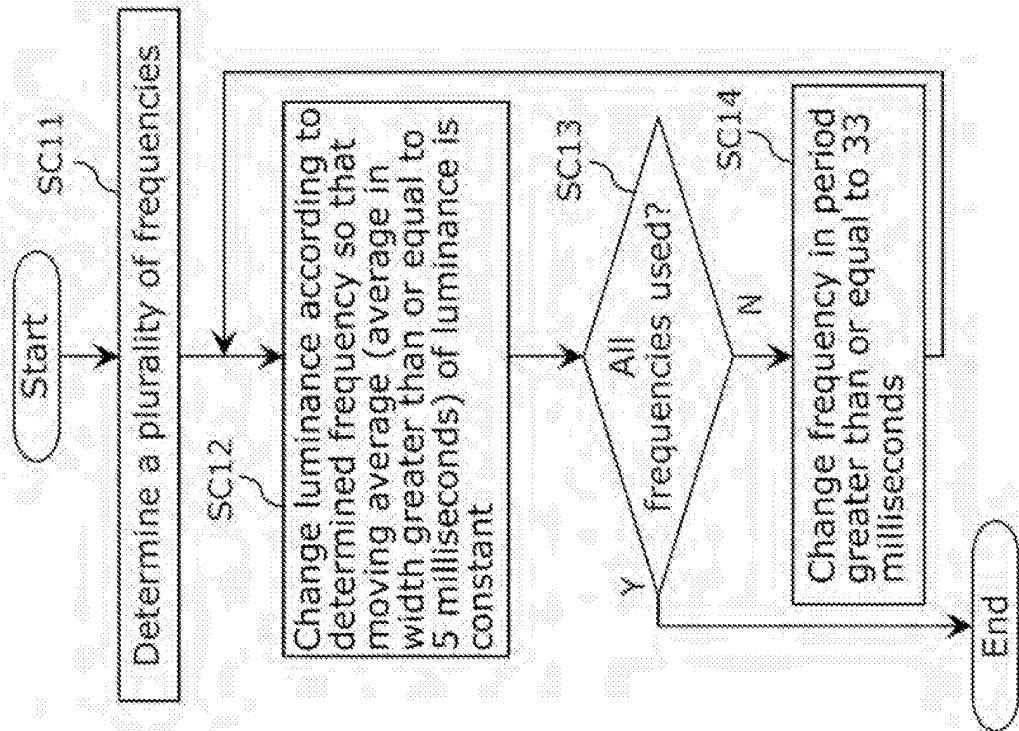 Start
SC11
Determine a plurality of frequencies
SC12
Change luminance according to
determined frequency so that
moving average (average in
width greater than or equal to
5 milliseconds) of luminance is
constant
SC13
All
frequencies used?
Y
N
SC14
Change frequency in period
greater than or equal to 33
milliseconds
End